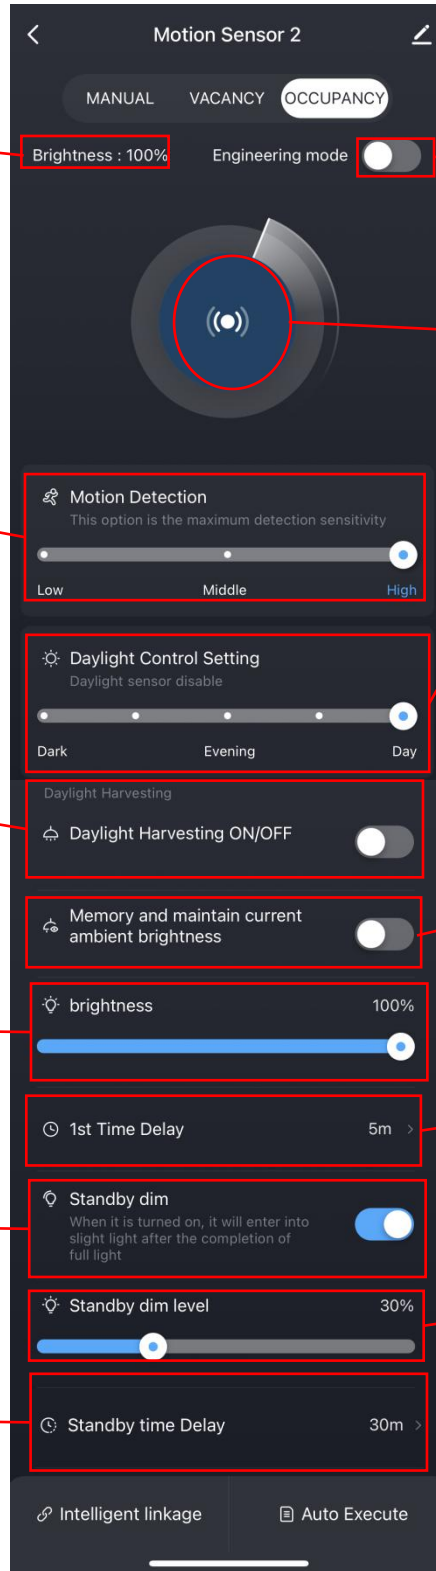 Motion Sensor 2
MANUAL VACANCY OCCUPANCY
Brightness : 100% Engineering mode
Motion Detection
This option is the maximum detection sensitivity
Low Middle High
Daylight Control Setting
Daylight sensor disable
Dark Evening Day
Daylight Harvesting
Daylight Harvesting ON/OFF
Memory and maintain current
ambient brightness
brightness 100%
1st Time Delay 5m
Standby dim
When it is turned on, it will enter into
slight light after the completion of
full light
Standby dim level 30%
Standby time Delay 30m
Intelligent linkage Auto Execute